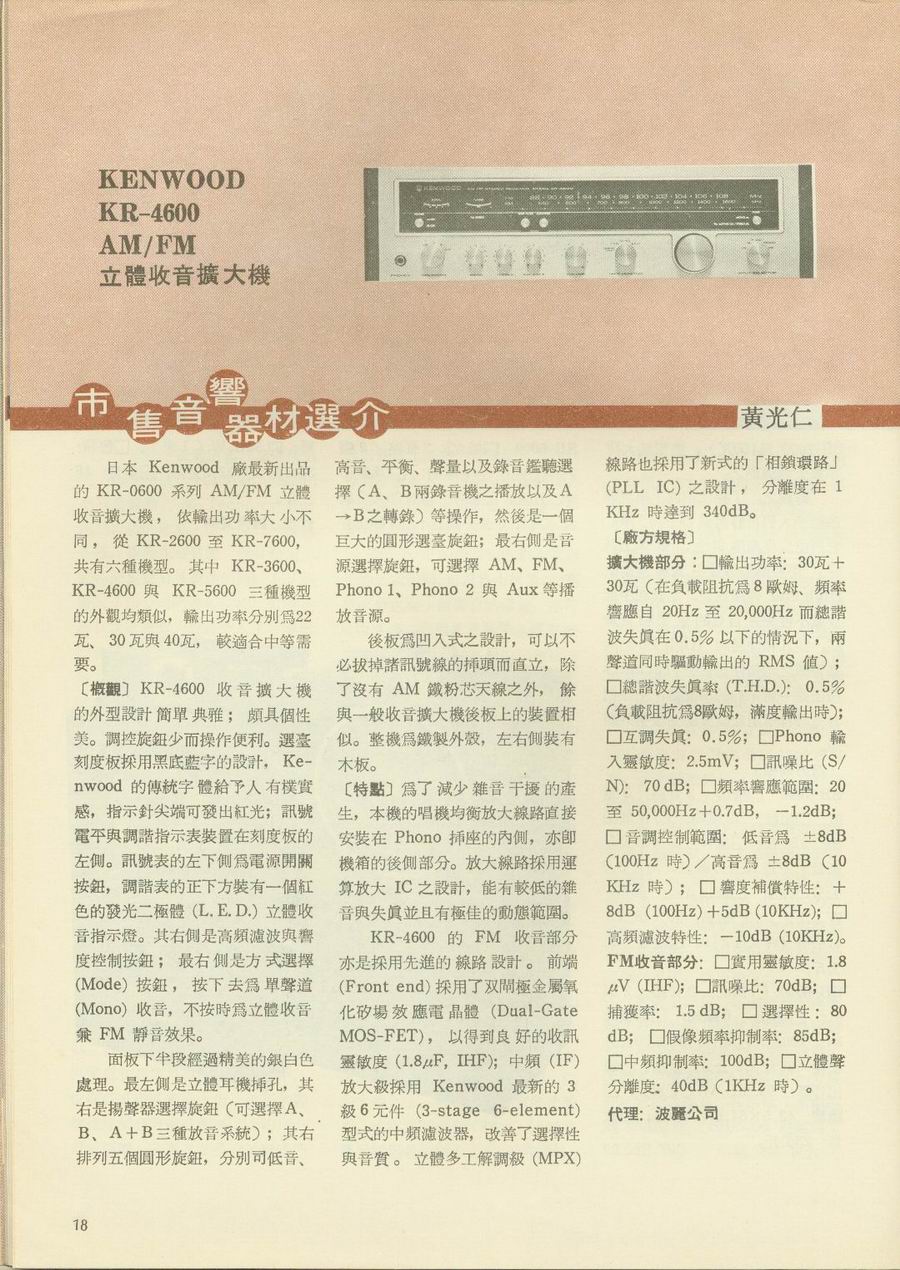 KENWOOD
KR-4600
AM/FM
立體收音擴大機
KENWOOD
市售音響器材選介
黃光仁
日本 Kenwood 廠最新出品
的 KR-0600 系列 AM/FM 立體
收音擴大機，依輸出功率大小不
同，從 KR-2600 至 KR-7600,
共有六種機型。其中 KR-3600、
KR-4600 與 KR-5600 三種機型
的外觀均類似，輸出功率分別爲22
瓦、30瓦與40瓦，較適合中等需
要。
〔概觀〕KR-4600 收音擴大機
的外型設計簡單典雅；頗具個性
美。調控旋鈕少而操作便利。選臺
刻度板採用黑底藍字的設計，Ke-
nwood 的傳統字體給予人有樸實
感，指示針尖端可發出紅光；訊號
電平與調諧指示表裝置在刻度板的
左側。訊號表的左下側爲電源開關
按鈕，調諧表的正下方裝有一個紅
色的發光二極體 (L. E. D.) 立體收
音指示燈。其右側是高頻濾波與響
度控制按鈕；最右側是方式選擇
(Mode) 按鈕，按下去爲單聲道
(Mono) 收音，不按時爲立體收音
兼 FM 靜音效果。
面板下半段經過精美的銀白色
處理。最左側是立體耳機挿孔，其
右是揚聲器選擇旋鈕（可選擇A、
B、A＋B三種放音系統）；其右
排列五個圓形旋鈕，分別司低音、
高音、平衡、聲量以及錄音鑑聽選
擇（A、B兩錄音機之播放以及A
→B之轉錄）等操作，然後是一個
巨大的圓形選臺旋鈕；最右側是音
源選擇旋鈕，可選擇 AM、FM、
Phono 1、Phono 2 與 Aux 等播
放音源。
後板爲凹入式之設計，可以不
必拔掉諸訊號線的挿頭而直立，除
了沒有 AM 鐵粉芯天線之外，餘
與一般收音擴大機後板上的裝置相
似。整機爲鐵製外殼，左右側裝有
木板。
〔特點〕爲了減少雜音干擾的產
生，本機的唱機均衡放大線路直接
安裝在 Phono 挿座的內側，亦卽
機箱的後側部分。放大線路採用運
算放大 IC 之設計，能有較低的雜
音與失眞並且有極佳的動態範圍。
KR-4600 的 FM 收音部分
亦是採用先進的線路設計。前端
(Front end) 採用了双閘極金屬氧
化矽場效應電晶體 (Dual-Gate
MOS-FET)，以得到良好的收訊
靈敏度 (1.8μF, IHF)；中頻 (IF)
放大級採用 Kenwood 最新的 3
級6元件 (3-stage 6-element)
型式的中頻濾波器，改善了選擇性
與音質。立體多工解調級 (MPX)
線路也採用了新式的「相鎖環路」
(PLL IC) 之設計，分離度在 1
KHz 時達到 340dB。
〔廠方規格〕
擴大機部分：□輸出功率：30瓦＋
30瓦（在負載阻抗爲8歐姆、頻率
響應自 20Hz 至 20,000Hz 而總諧
波失眞在0.5%以下的情況下，兩
聲道同時驅動輸出的 RMS 值）；
□總諧波失眞率 (T.H.D.)：0.5%
（負載阻抗爲8歐姆，滿度輸出時）；
□互調失眞：0.5%；□Phono 輸
入靈敏度：2.5mV；□訊噪比 (S/
N)：70 dB；□頻率響應範圍：20
至 50,000Hz＋0.7dB，－1.2dB；
□音調控制範圍：低音爲 ±8dB
(100Hz 時)／高音爲 ±8dB（10
KHz 時）；□響度補償特性：＋
8dB (100Hz)＋5dB (10KHz)；□
高頻濾波特性：－10dB (10KHz)。
FM收音部分：□實用靈敏度：1.8
μV (IHF)；□訊噪比：70dB；□
捕獲率：1.5 dB；□選擇性：80
dB；□假像頻率抑制率：85dB；
□中頻抑制率：100dB；□立體聲
分離度：40dB（1KHz 時）。
代理：波麗公司
18